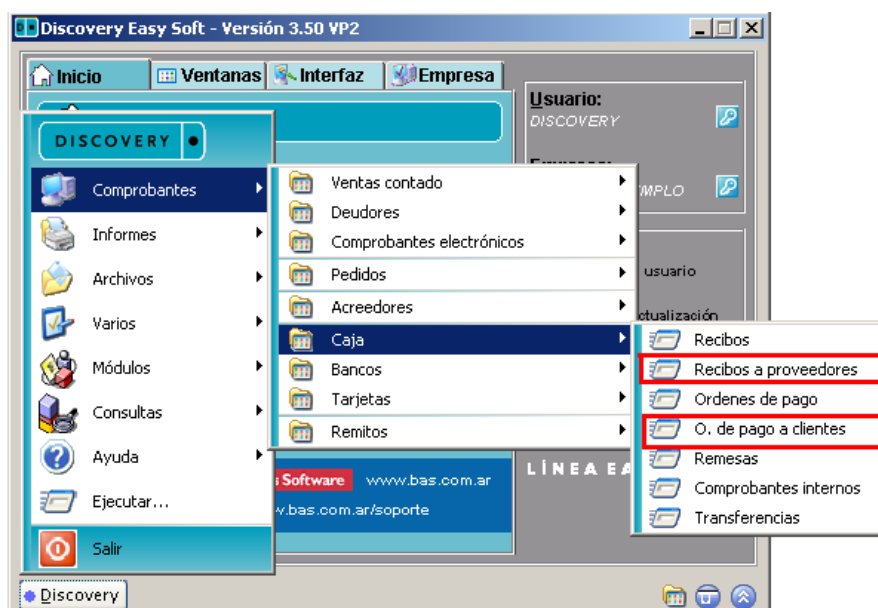 Discovery Easy Soft - Versión 3.50 VP2
Inicio
Ventanas
Interfaz
Empresa
Usuario:
DISCOVERY
DISCOVERY
Comprobantes
Informes
Archivos
Varios
Módulos
Consultas
Ayuda
Ejecutar...
Salir
Ventas contado
Deudores
Comprobantes electrónicos
Pedidos
Acreedores
Caja
Bancos
Tarjetas
Remitos
usuario
Recibos
Recibos a proveedores
Ordenes de pago
O. de pago a clientes
Remesas
Comprobantes internos
Transferencias
Software www.bas.com.ar
.bas.com.ar/soporte
LÍNEA EA
Discovery